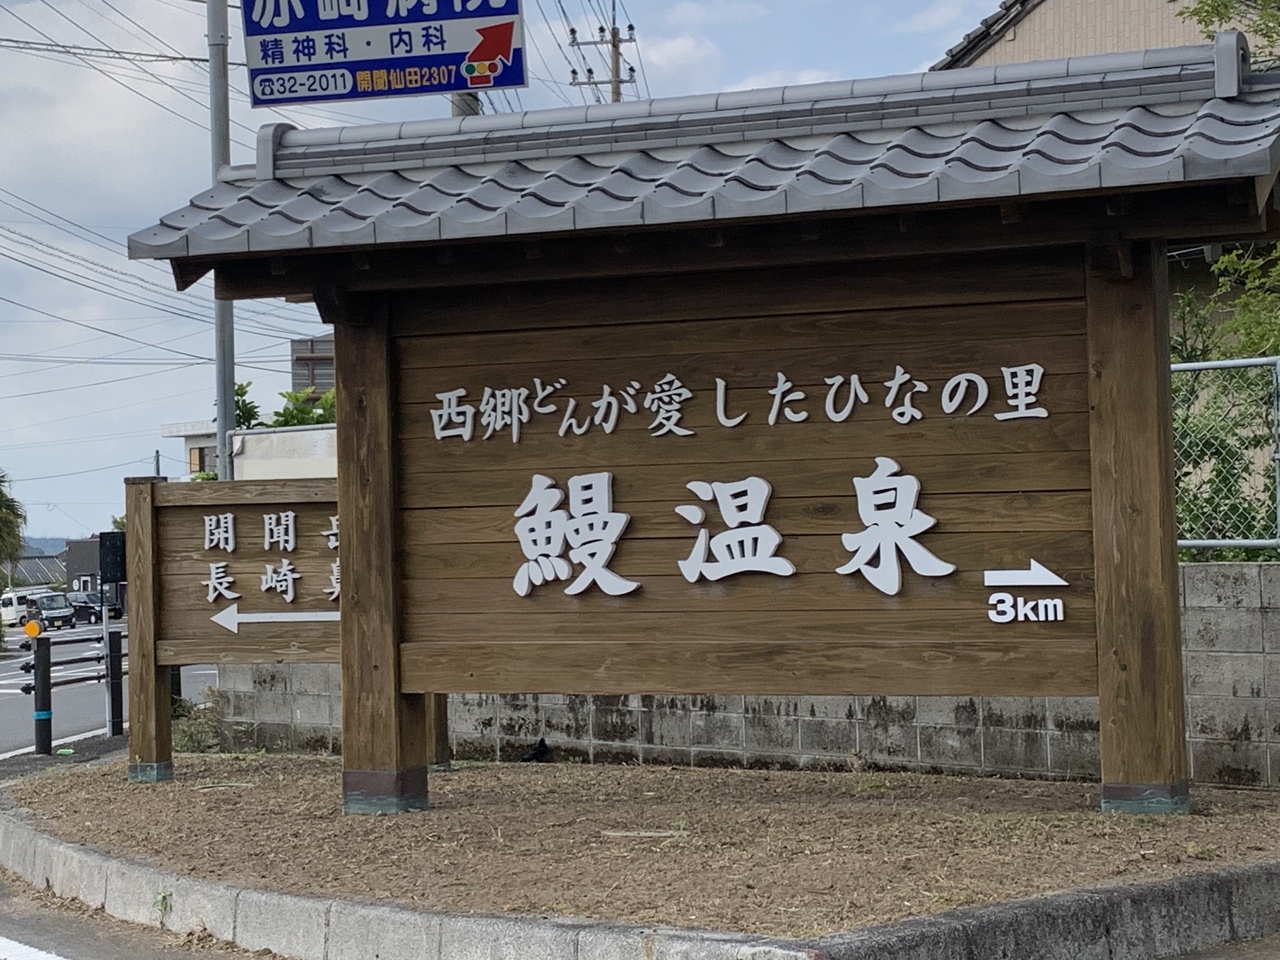 精神科・内科
☎32-2011 開聞仙田2307
西郷どんが愛したひなの里
鰻温泉
3km
開聞
長崎